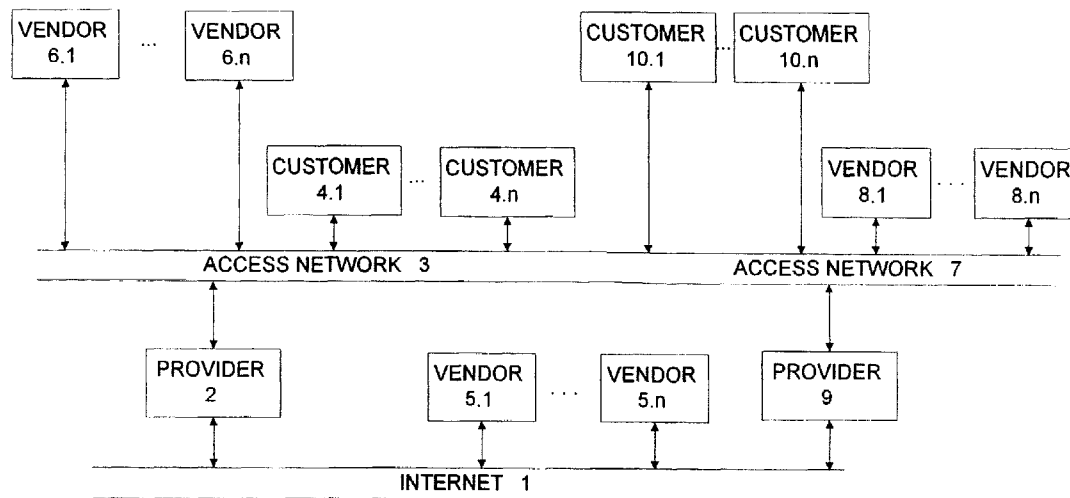 VENDOR
6.1
...
VENDOR
6.n
CUSTOMER
10.1
...
CUSTOMER
10.n
CUSTOMER
4.1
...
CUSTOMER
4.n
VENDOR
8.1
. . .
VENDOR
8.n
ACCESS NETWORK 3
ACCESS NETWORK 7
PROVIDER
2
VENDOR
5.1
. . .
VENDOR
5.n
PROVIDER
9
INTERNET 1